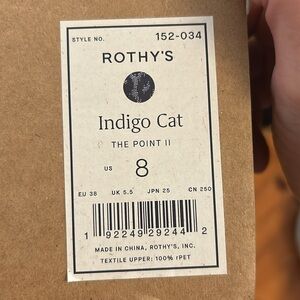 STYLE NO. 152-034
ROTHY'S
Indigo Cat
THE POINT II
US 8
EU 38 UK 5.5 JPN 25 CN 250
1 92249 29244 2
MADE IN CHINA, ROTHY'S, INC.
TEXTILE UPPER: 100% rPET